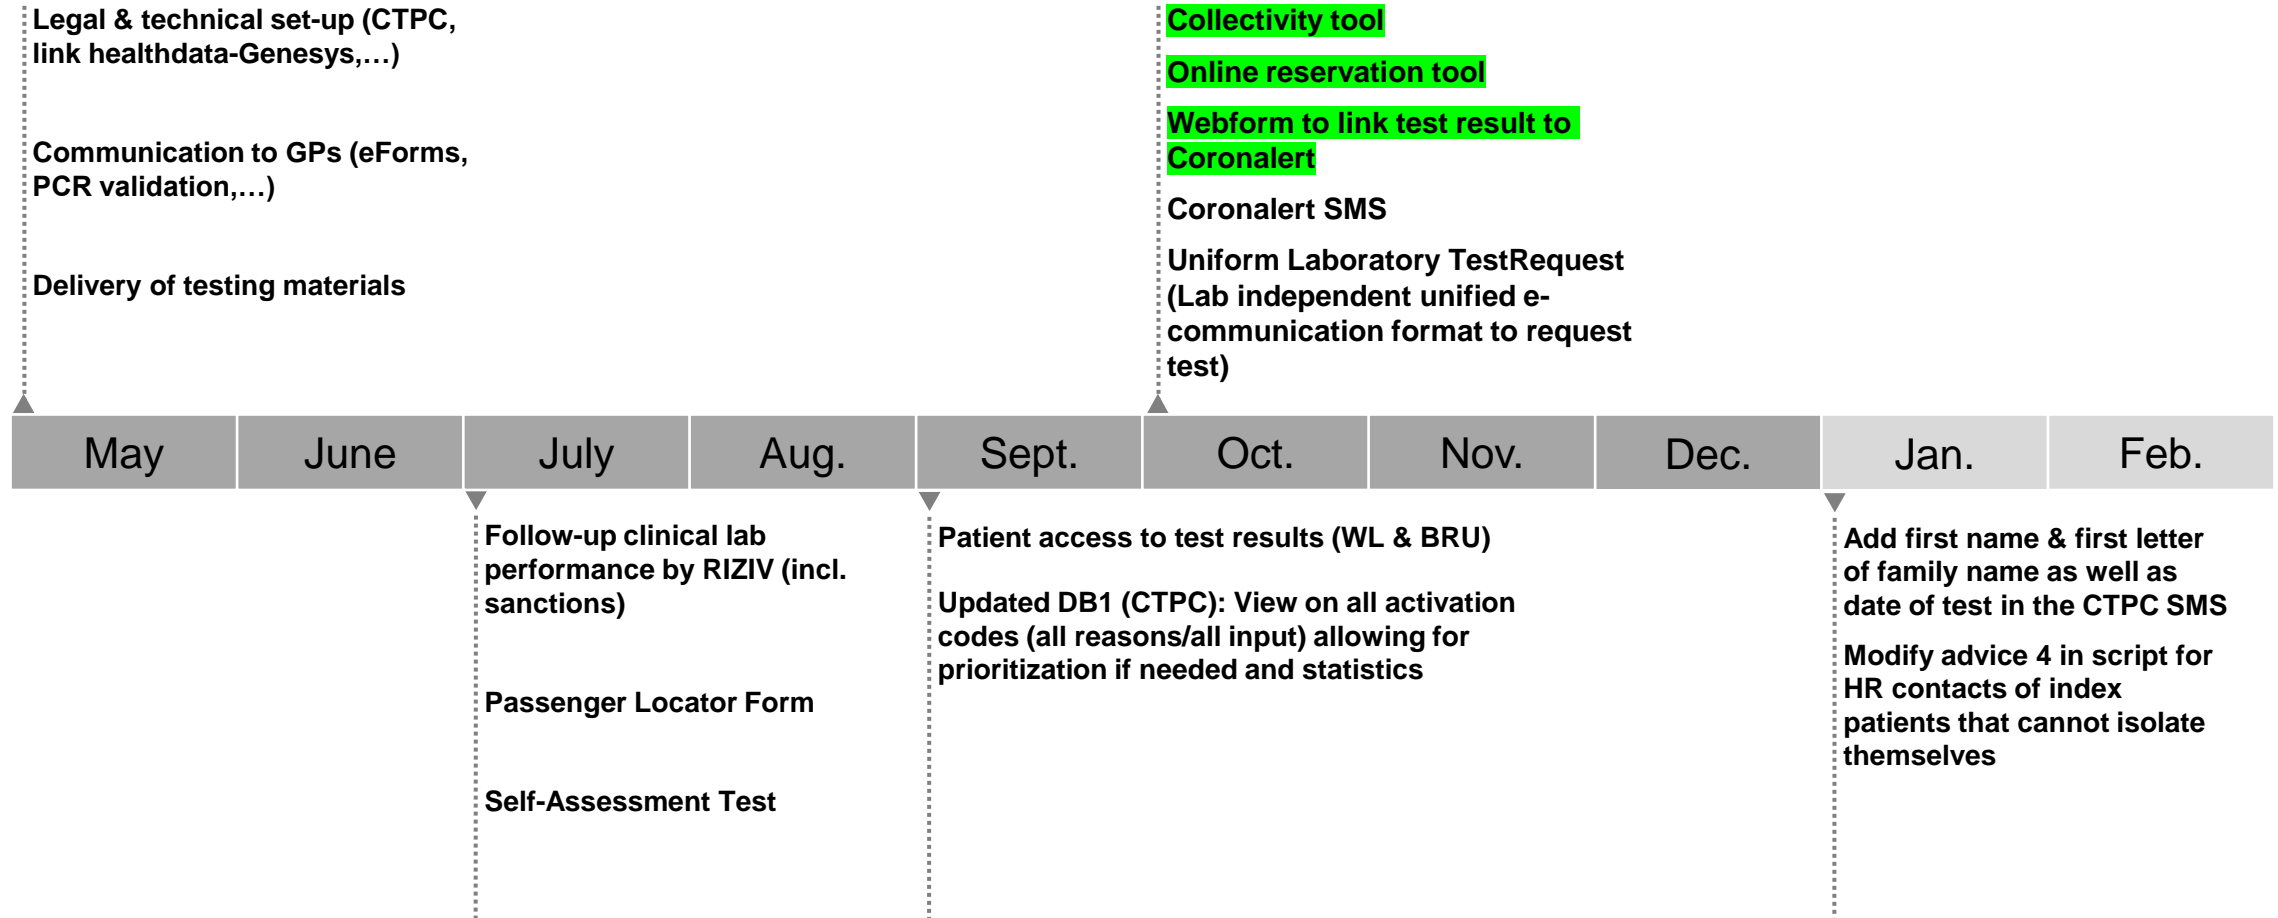 Legal & technical set-up (CTPC,
link healthdata-Genesys,…)
Communication to GPs (eForms,
PCR validation,…)
Delivery of testing materials
Collectivity tool
Online reservation tool
Webform to link test result to
Coronalert
Coronalert SMS
Uniform Laboratory TestRequest
(Lab independent unified e-
communication format to request
test)
May June July Aug. Sept. Oct. Nov. Dec. Jan. Feb.
Follow-up clinical lab
performance by RIZIV (incl.
sanctions)
Passenger Locator Form
Self-Assessment Test
Patient access to test results (WL & BRU)
Updated DB1 (CTPC): View on all activation
codes (all reasons/all input) allowing for
prioritization if needed and statistics
Add first name & first letter
of family name as well as
date of test in the CTPC SMS
Modify advice 4 in script for
HR contacts of index
patients that cannot isolate
themselves